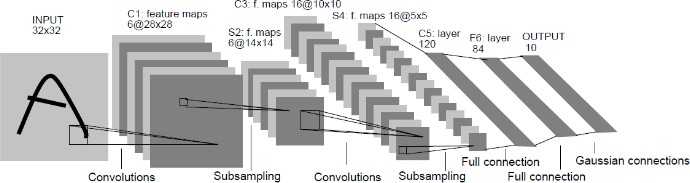 INPUT
32x32
C1: feature maps
6@28x28
S2: f. maps
6@14x14
C3: f. maps 16@10x10
S4: f. maps 16@5x5
C5: layer
120
F6: layer
84
OUTPUT
10
Convolutions
Subsampling
Convolutions
Subsampling
Full connection
Full connection
Gaussian connections
A